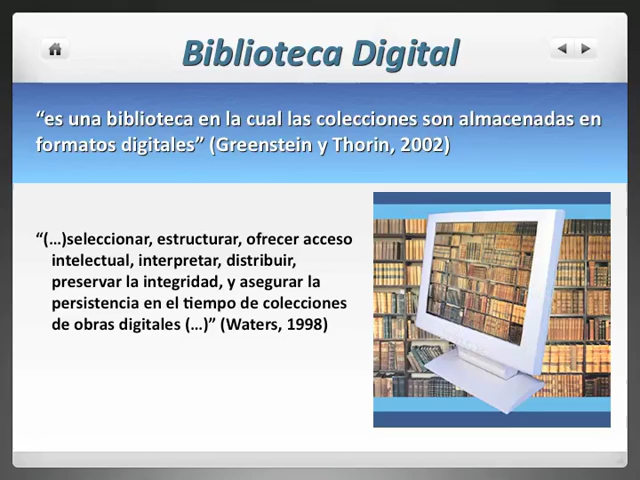 Biblioteca Digital
“es una biblioteca en la cual las colecciones son almacenadas en
formatos digitales” (Greenstein y Thorin, 2002)
“(…)seleccionar, estructurar, ofrecer acceso
intelectual, interpretar, distribuir,
preservar la integridad, y asegurar la
persistencia en el tiempo de colecciones
de obras digitales (…)” (Waters, 1998)